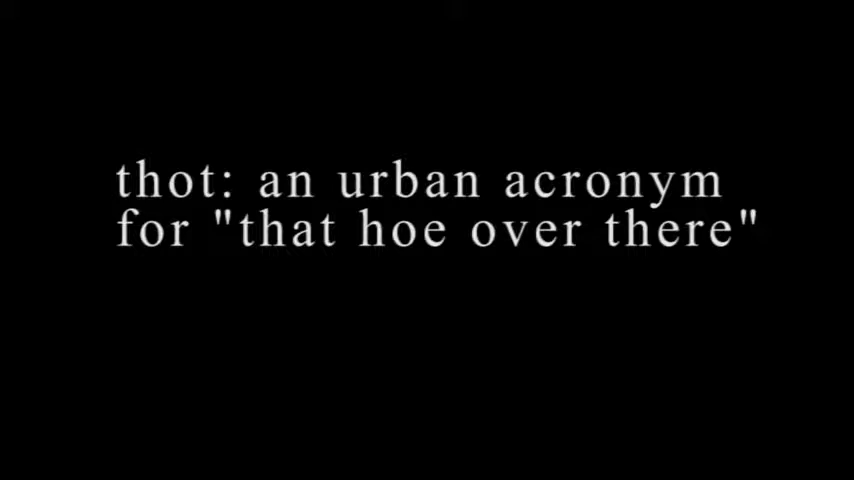 thot: an urban acronym
for "that hoe over there"